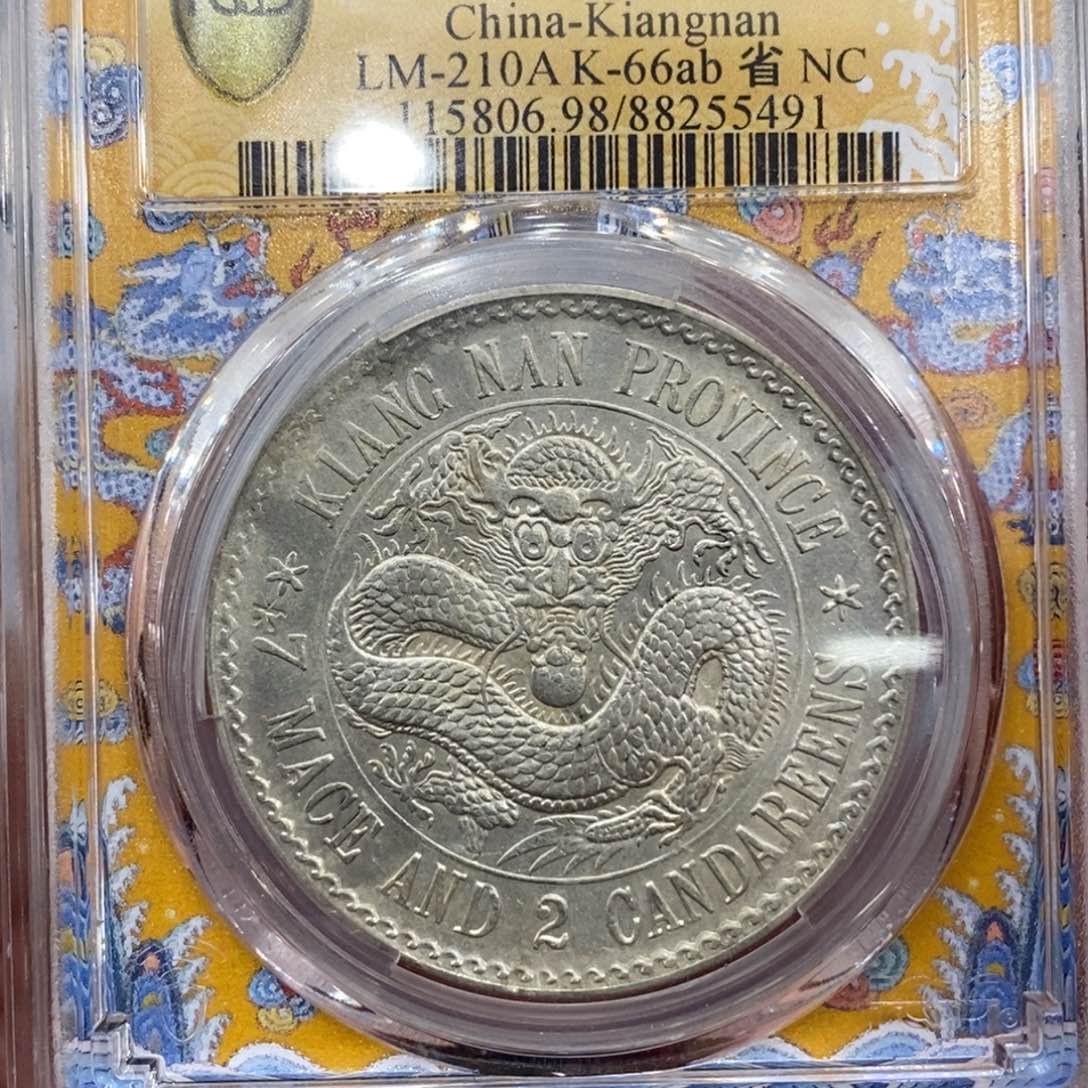 China-Kiangnan
LM-210A K-66ab 省 NC
115806.98/88255491
KIANG NAN PROVINCE
7 MACE AND 2 CANDAREENS